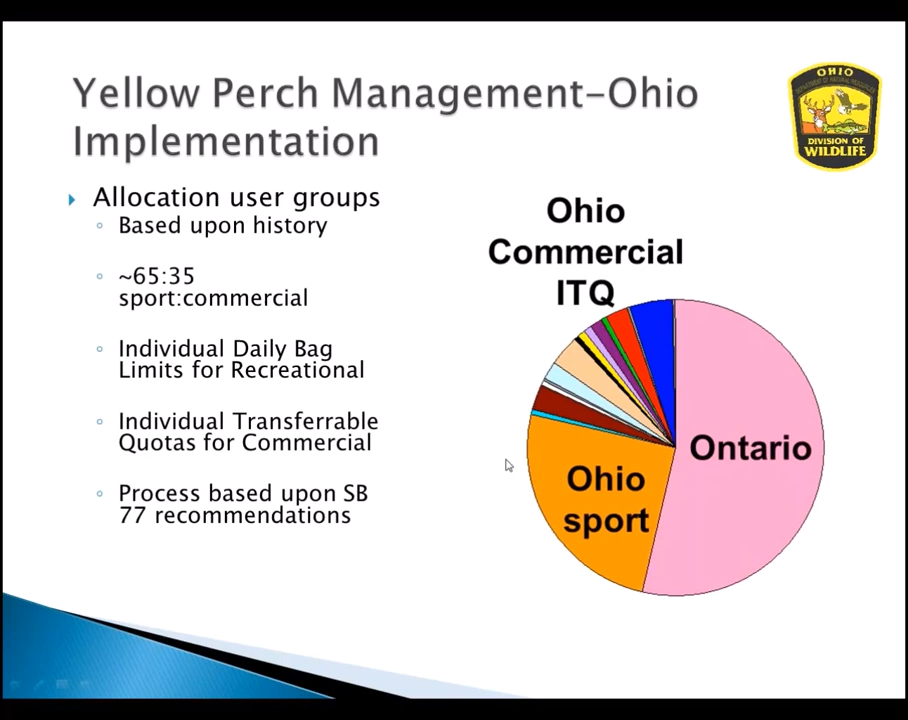 Yellow Perch Management-Ohio
Implementation
OHIO
DIVISION OF
WILDLIFE
Allocation user groups
Based upon history
~65:35
sport:commercial
Individual Daily Bag
Limits for Recreational
Individual Transferrable
Quotas for Commercial
Process based upon SB
77 recommendations
Ohio
Commercial
ITQ
Ontario
Ohio
sport